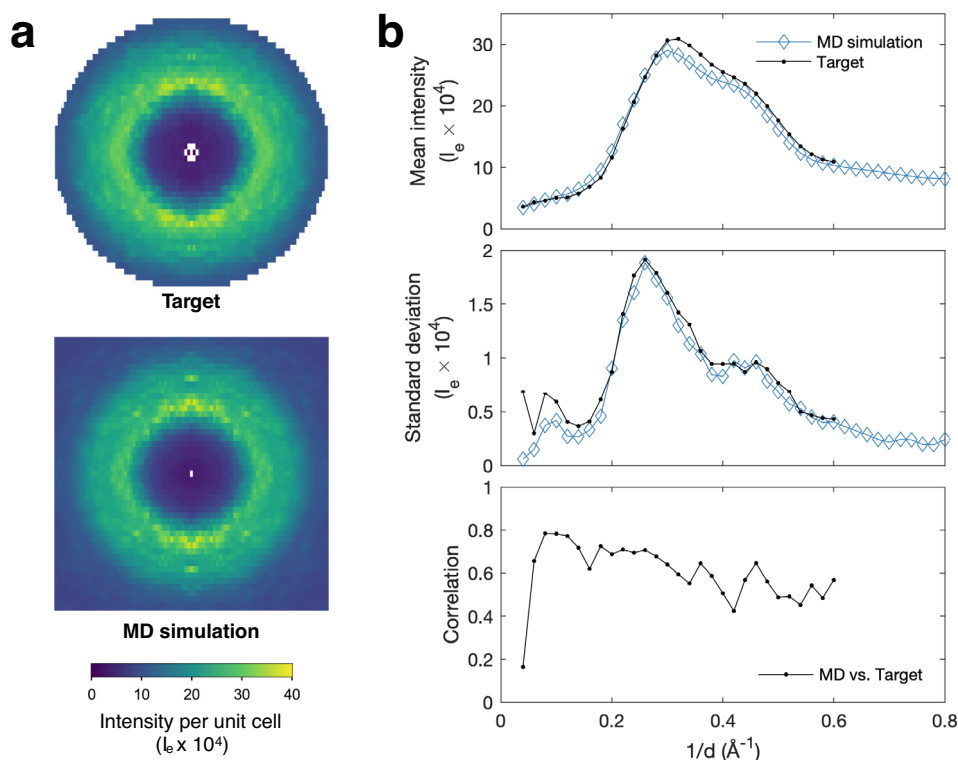 a
Target
MD simulation
0 10 20 30 40
Intensity per unit cell
(Iₑ x 10⁴)
b
Mean intensity
(I_e × 10⁴)
30
20
10
0
MD simulation
Target
Standard deviation
(I_e × 10⁴)
2
1.5
1
0.5
0
Correlation
1
0.8
0.6
0.4
0.2
0
MD vs. Target
0 0.2 0.4 0.6 0.8
1/d (Å⁻¹)